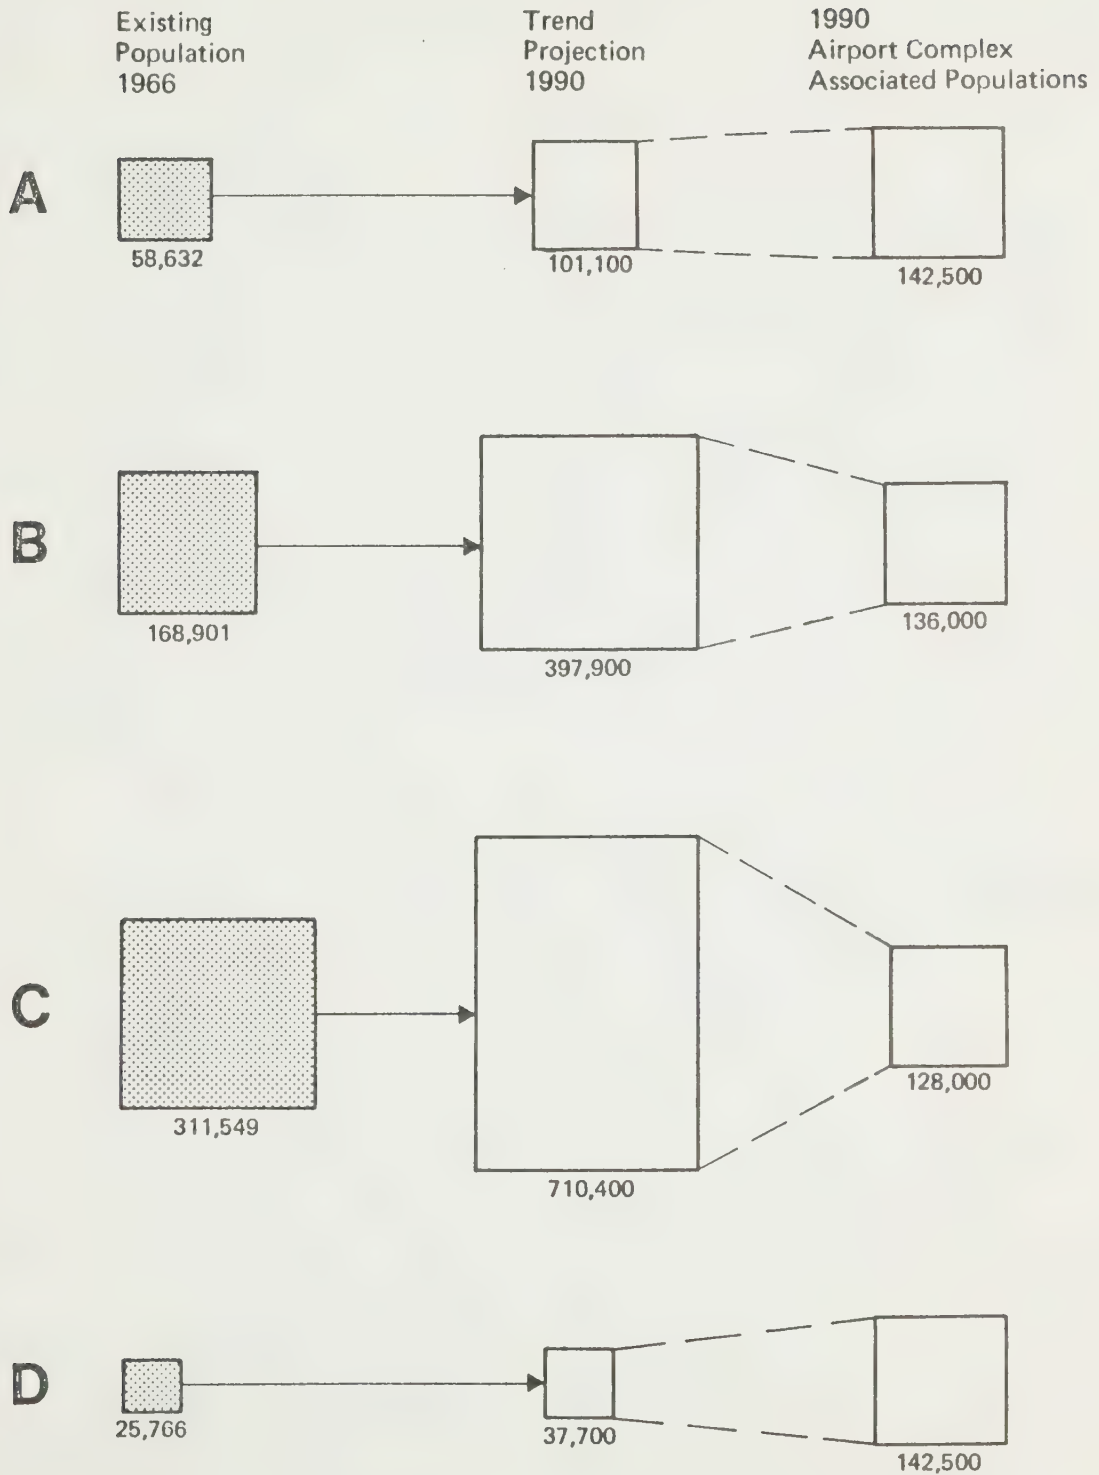 Existing
Population
1966
Trend
Projection
1990
1990
Airport Complex
Associated Populations
A
58,632
101,100
142,500
B
168,901
397,900
136,000
C
311,549
710,400
128,000
D
25,766
37,700
142,500